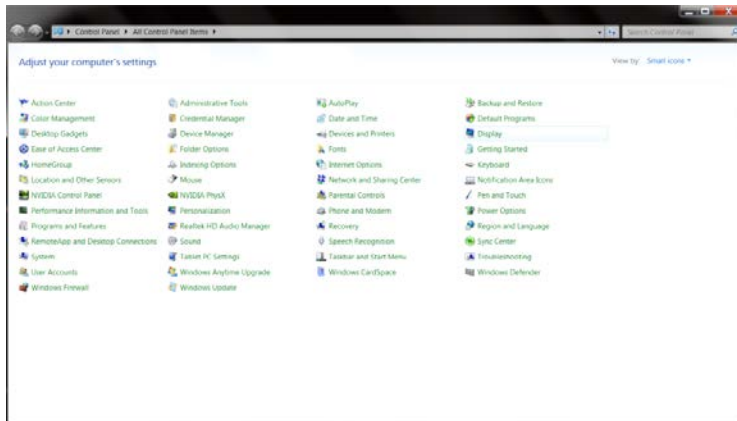 Control Panel All Control Panel Items
Search Control Panel
Adjust your computer's settings
View by: Small icons
Action Center Administrative Tools AutoPlay Backup and Restore
Color Management Credential Manager Date and Time Default Programs
Desktop Gadgets Device Manager Devices and Printers Display
Ease of Access Center Folder Options Fonts Getting Started
HomeGroup Indexing Options Internet Options Keyboard
Location and Other Sensors Mouse Network and Sharing Center Notification Area Icons
NVIDIA Control Panel NVIDIA PhysX Parental Controls Pen and Touch
Performance Information and Tools Personalization Phone and Modem Power Options
Programs and Features Realtek HD Audio Manager Recovery Region and Language
RemoteApp and Desktop Connections Sound Speech Recognition Sync Center
System Tablet PC Settings Taskbar and Start Menu Troubleshooting
User Accounts Windows Anytime Upgrade Windows CardSpace Windows Defender
Windows Firewall Windows Update